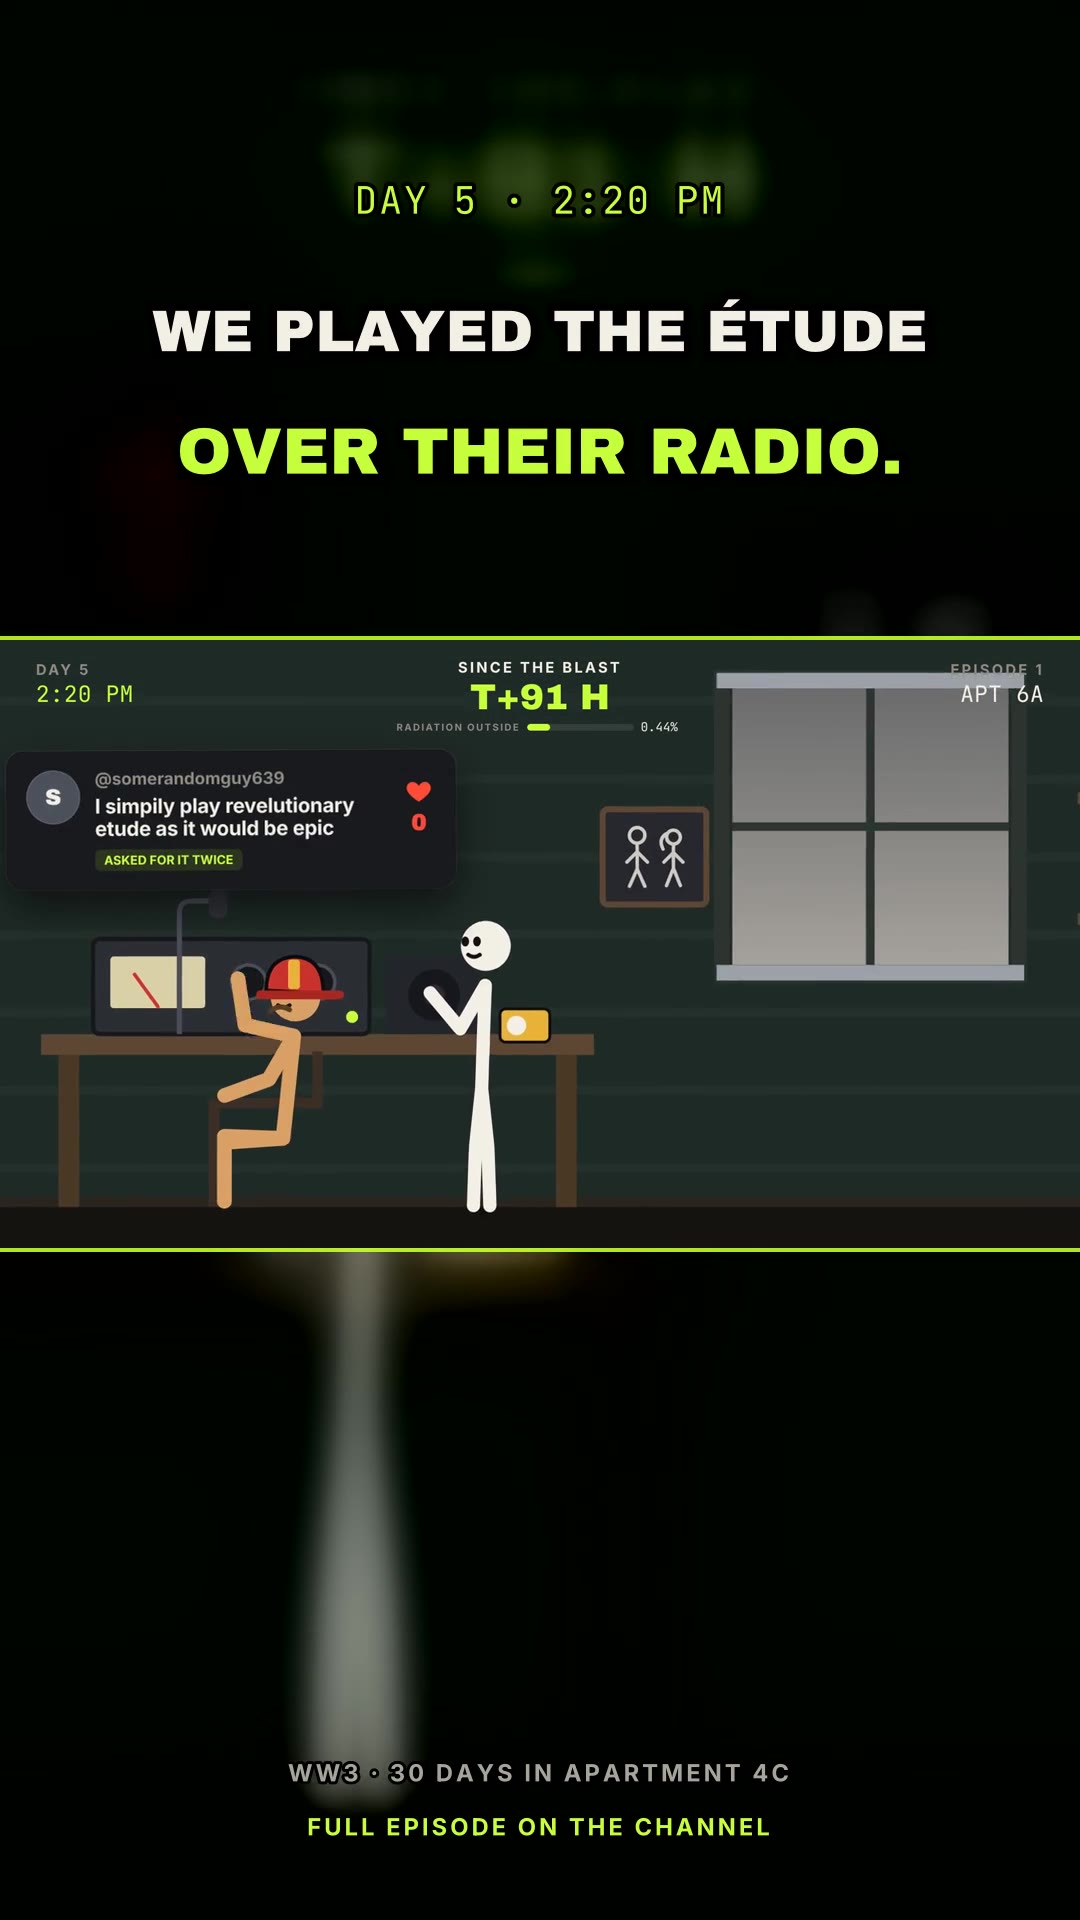 DAY 5 · 2:20 PM
WE PLAYED THE ÉTUDE
OVER THEIR RADIO.
DAY 5
2:20 PM
SINCE THE BLAST
T+91 H
RADIATION OUTSIDE 0.44%
EPISODE 1
APT 6A
S
@somerandomguy639
I simpily play revelutionary
etude as it would be epic
ASKED FOR IT TWICE
0
WW3 · 30 DAYS IN APARTMENT 4C
FULL EPISODE ON THE CHANNEL